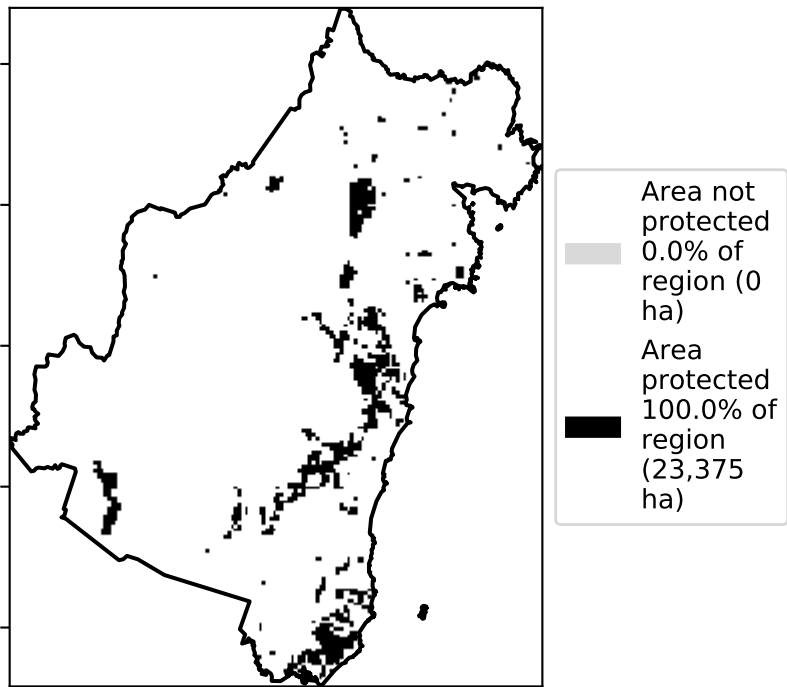 Area not
protected
0.0% of
region (0
ha)
Area
protected
100.0% of
region
(23,375
ha)